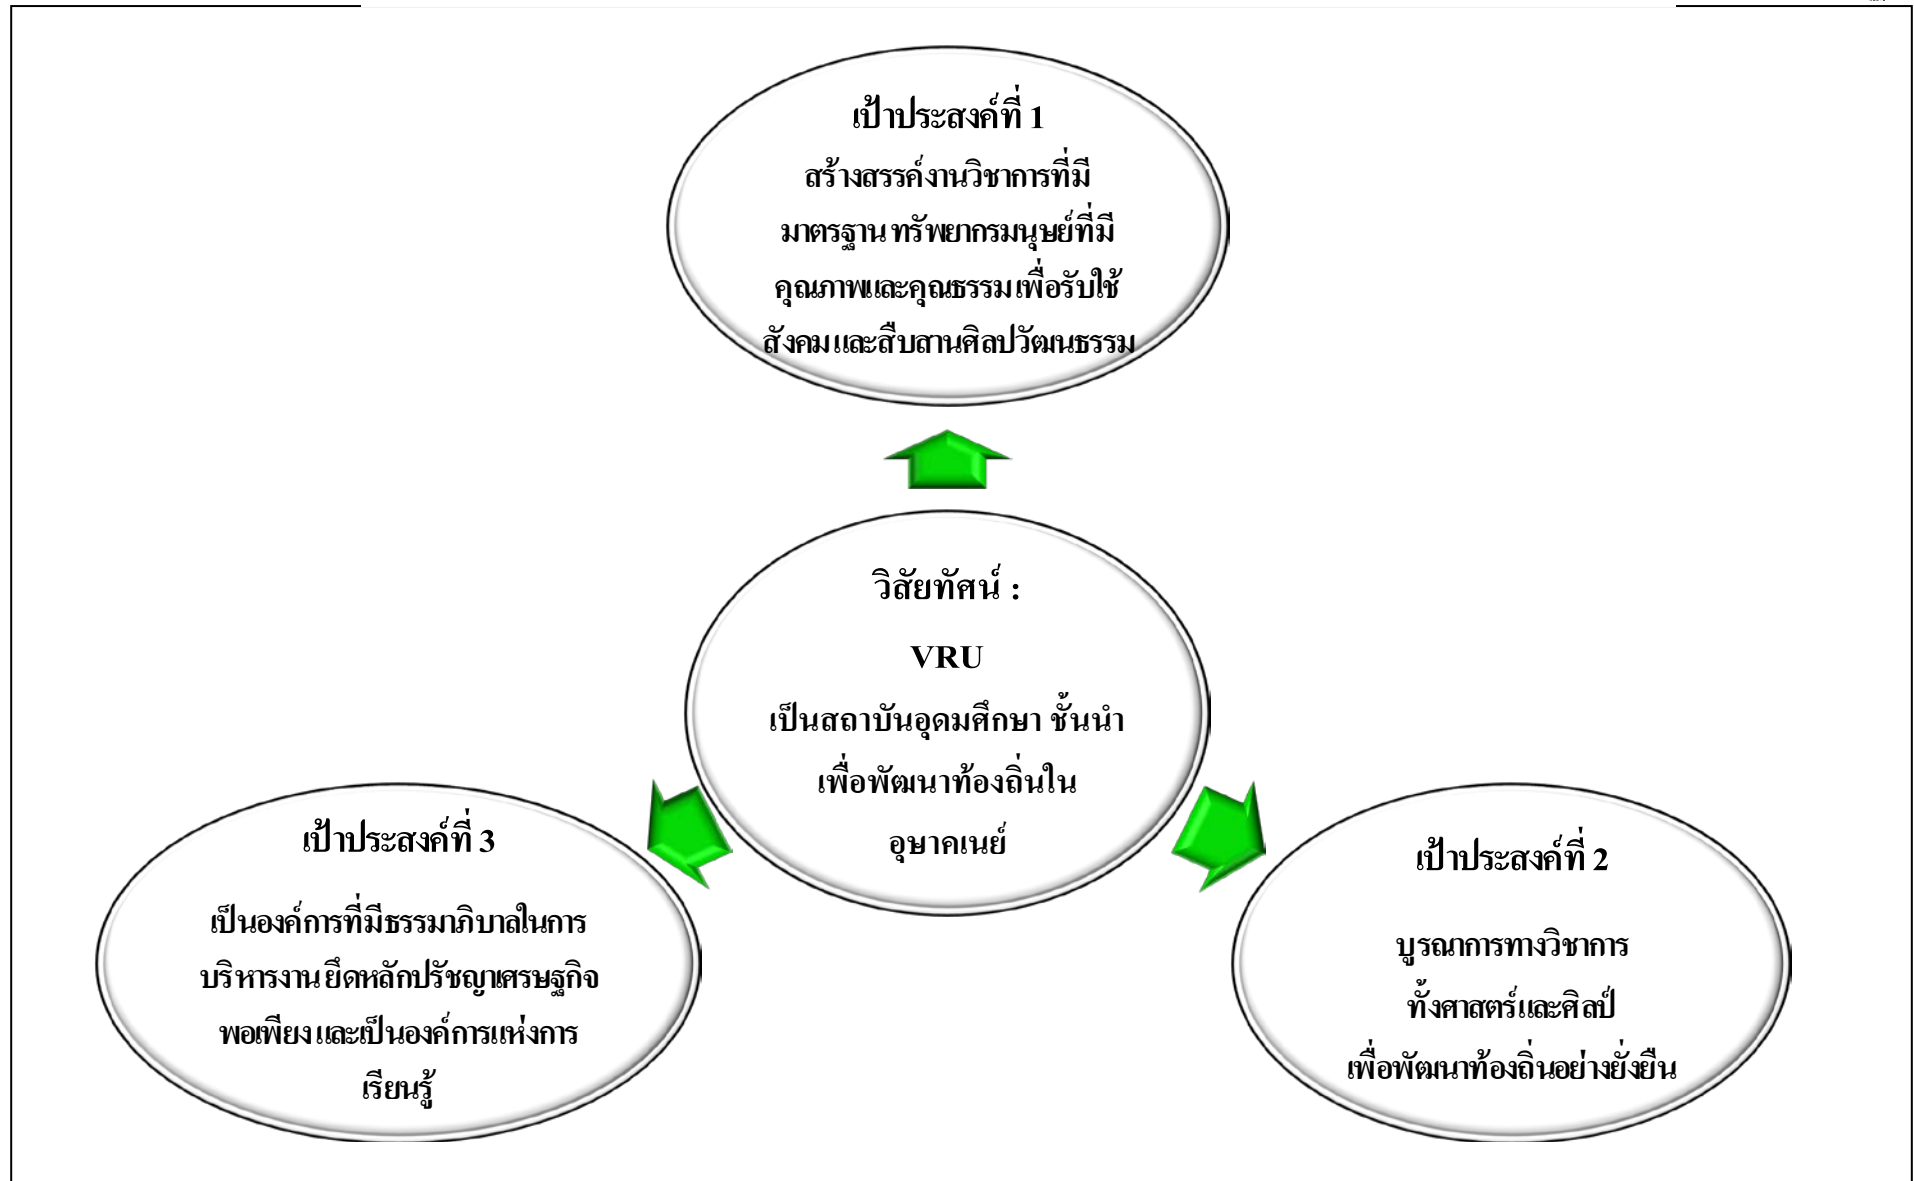 เป้าประสงค์ที่ 1
สร้างสรรค์งานวิชาการที่มี
มาตรฐาน ทรัพยากรมนุษย์ที่มี
คุณภาพและคุณธรรม เพื่อรับใช้
สังคม และสืบสานศิลปวัฒนธรรม
วิสัยทัศน์ :
VRU
เป็นสถาบันอุดมศึกษา ชั้นนำ
เพื่อพัฒนาท้องถิ่นใน
อุษาคเนย์
เป้าประสงค์ที่ 3
เป็นองค์การที่มีธรรมาภิบาลในการ
บริหารงาน ยึดหลักปรัชญาเศรษฐกิจ
พอเพียง และเป็นองค์การแห่งการ
เรียนรู้
เป้าประสงค์ที่ 2
บูรณาการทางวิชาการ
ทั้งศาสตร์และศิลป์
เพื่อพัฒนาท้องถิ่นอย่างยั่งยืน